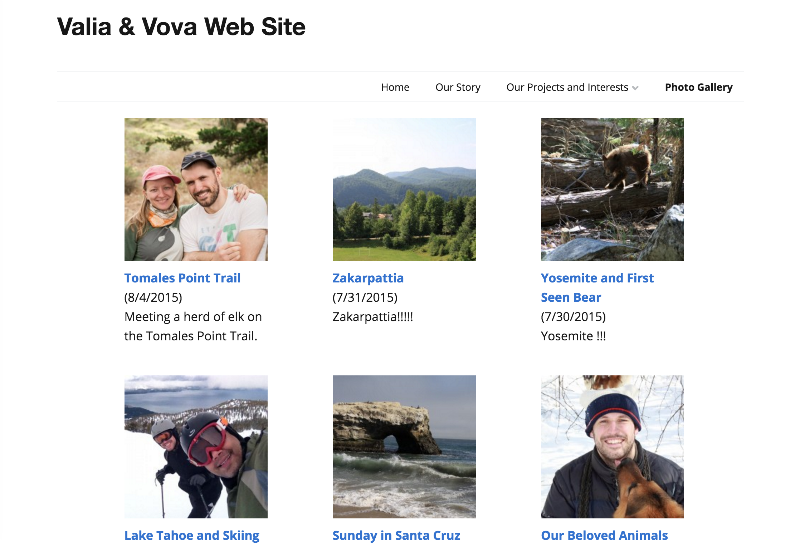 Valia & Vova Web Site
Home Our Story Our Projects and Interests Photo Gallery
Tomales Point Trail
(8/4/2015)
Meeting a herd of elk on
the Tomales Point Trail.
Zakarpattia
(7/31/2015)
Zakarpattia!!!!!
Yosemite and First
Seen Bear
(7/30/2015)
Yosemite !!!
Lake Tahoe and Skiing
Sunday in Santa Cruz
Our Beloved Animals